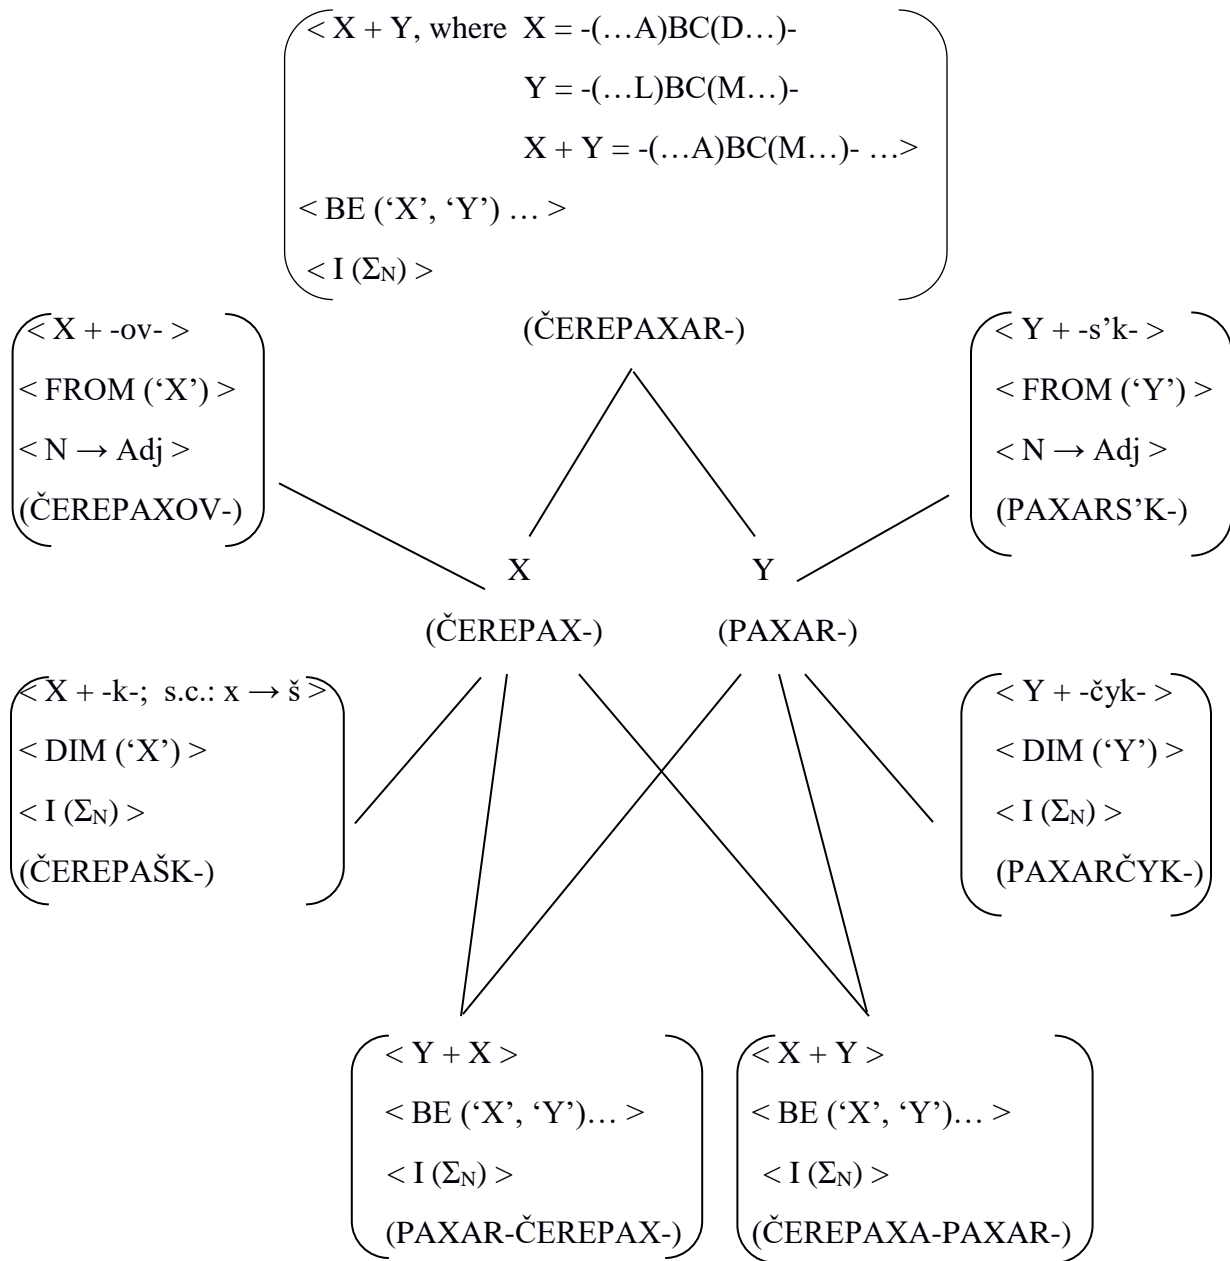 < X + Y, where X = -(…A)BC(D…)-
Y = -(…L)BC(M…)-
X + Y = -(…A)BC(M…)- …>
< BE (‘X’, ‘Y’) … >
< I (Σ_N) >
(ČEREPAXAR-)
< X + -ov- >
< FROM (‘X’) >
< N → Adj >
(ČEREPAXOV-)
< Y + -s’k- >
< FROM (‘Y’) >
< N → Adj >
(PAXARS’K-)
X
(ČEREPAX-)
Y
(PAXAR-)
< X + -k-; s.c.: x → š >
< DIM (‘X’) >
< I (Σ_N) >
(ČEREPAŠK-)
< Y + -čyk- >
< DIM (‘Y’) >
< I (Σ_N) >
(PAXARČYK-)
< Y + X >
< BE (‘X’, ‘Y’)… >
< I (Σ_N) >
(PAXAR-ČEREPAX-)
< X + Y >
< BE (‘X’, ‘Y’)… >
< I (Σ_N) >
(ČEREPAXA-PAXAR-)